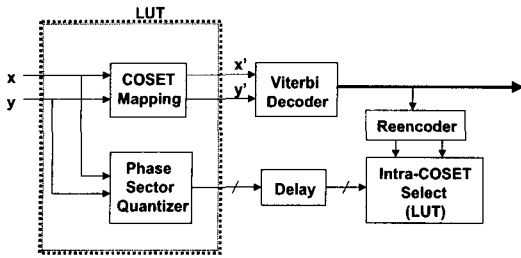 LUT
x
y
COSET
Mapping
x'
y'
Viterbi
Decoder
Reencoder
Phase
Sector
Quantizer
Delay
Intra-COSET
Select
(LUT)